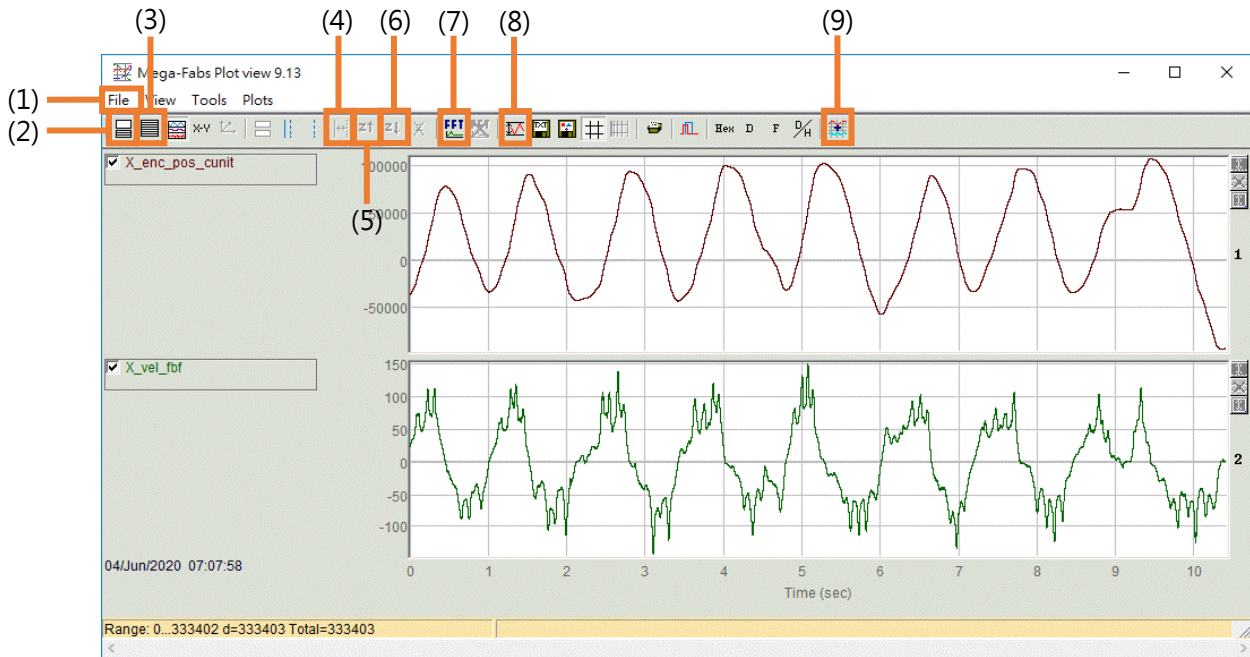 (3) (4) (6) (7) (8) (9)
Mega-Fabs Plot view 9.13
(1) File View Tools Plots
(2) X-Y z↑ z↓ X FFT TXT Hex D F D/H
X_enc_pos_cunit
100000
(5)
50000
0
-50000
1
X_vel_fbf
150
100
50
0
-50
-100
2
04/Jun/2020 07:07:58
0 1 2 3 4 5 6 7 8 9 10
Time (sec)
Range: 0...333402 d=333403 Total=333403